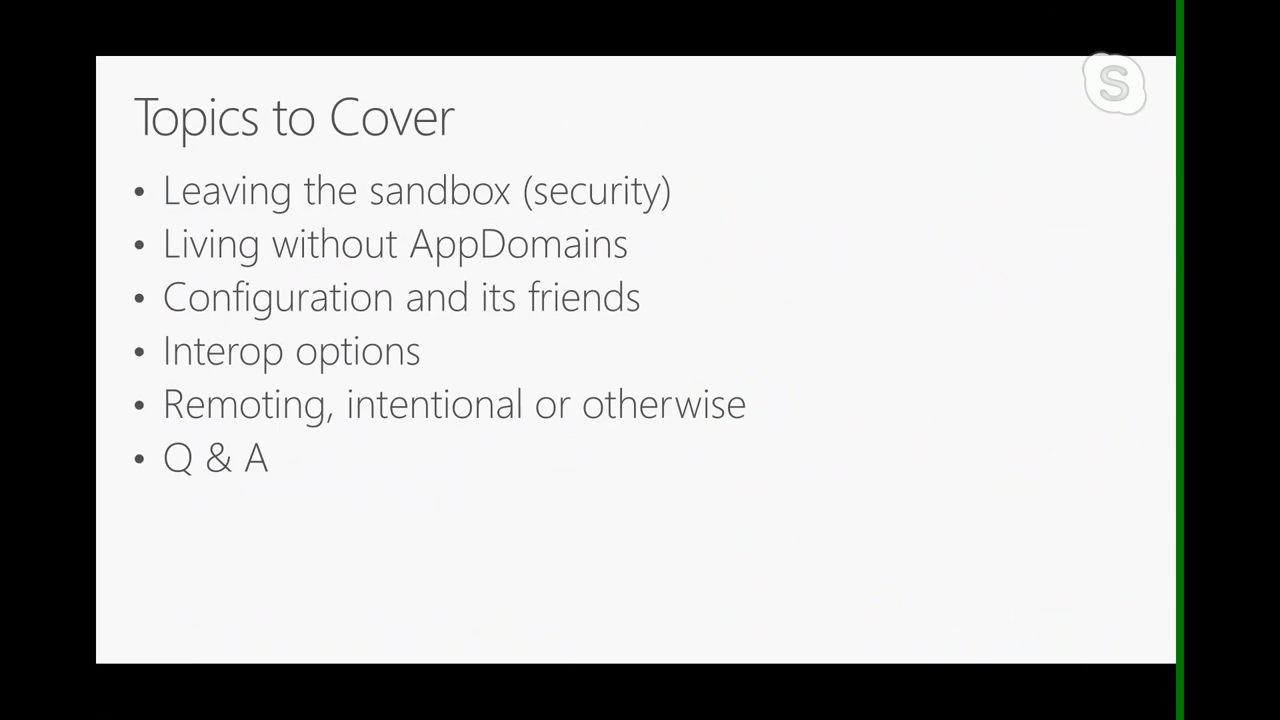 S
Topics to Cover
• Leaving the sandbox (security)
• Living without AppDomains
• Configuration and its friends
• Interop options
• Remoting, intentional or otherwise
• Q & A